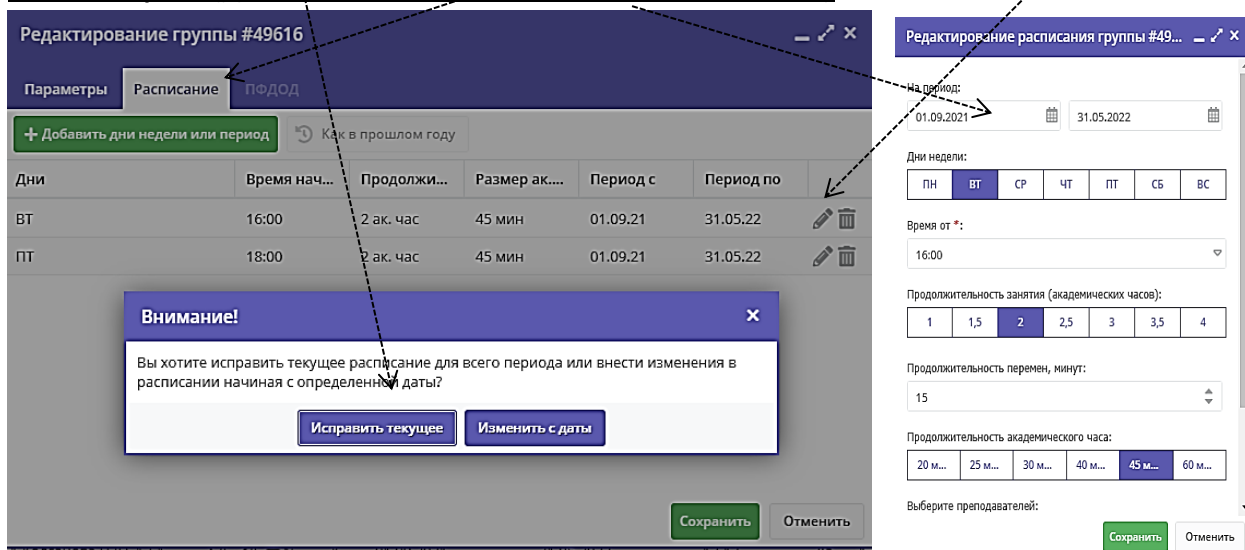 Редактирование группы #49616
Параметры Расписание ПФДОД
+ Добавить дни недели или период Как в прошлом году
Дни Время нач... Продолжи... Размер ак.... Период с Период по
ВТ 16:00 2 ак. час 45 мин 01.09.21 31.05.22
ПТ 18:00 2 ак. час 45 мин 01.09.21 31.05.22
Внимание!
Вы хотите исправить текущее расписание для всего периода или внести изменения в
расписании начиная с определенной даты?
Исправить текущее Изменить с даты
Сохранить Отменить
Редактирование расписания группы #49...
На период:
01.09.2021 31.05.2022
Дни недели:
ПН ВТ СР ЧТ ПТ СБ ВС
Время от *:
16:00
Продолжительность занятия (академических часов):
1 1,5 2 2,5 3 3,5 4
Продолжительность перемен, минут:
15
Продолжительность академического часа:
20 м... 25 м... 30 м... 40 м... 45 м... 60 м...
Выберите преподавателей:
Сохранить Отменить